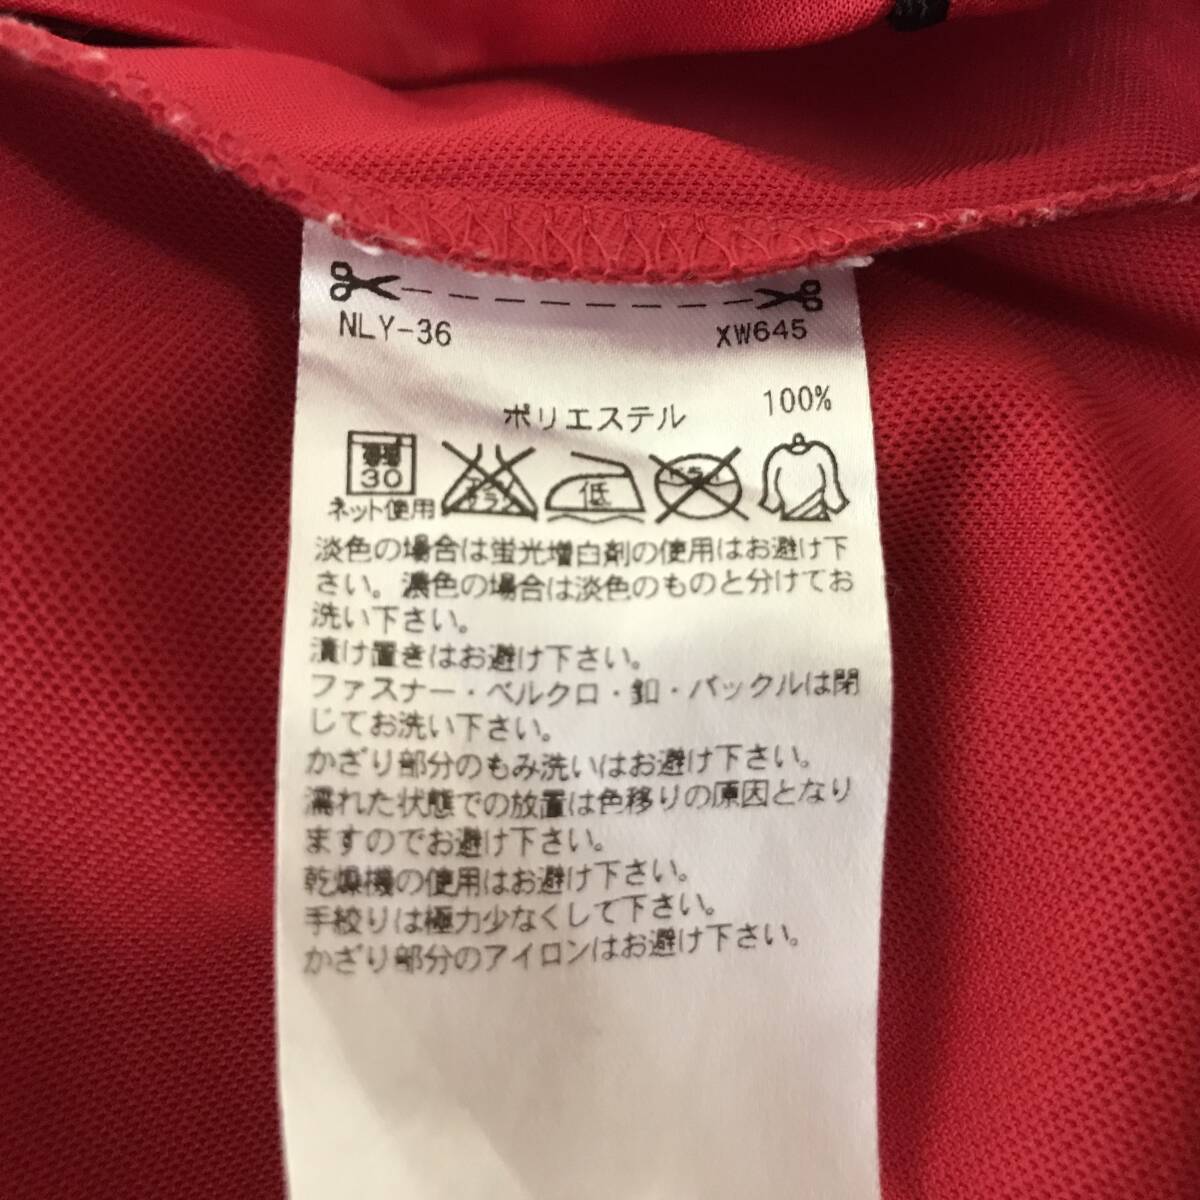 NLY-36 XW645
ポリエステル 100%
30 低 ドライ
ネット使用
淡色の場合は蛍光増白剤の使用はお避け下
さい。濃色の場合は淡色のものと分けてお
洗い下さい。
漬け置きはお避け下さい。
ファスナー・ベルクロ・釦・バックルは閉
じてお洗い下さい。
かざり部分のもみ洗いはお避け下さい。
濡れた状態での放置は色移りの原因となり
ますのでお避け下さい。
乾燥機の使用はお避け下さい。
手絞りは極力少なくして下さい。
かざり部分のアイロンはお避け下さい。